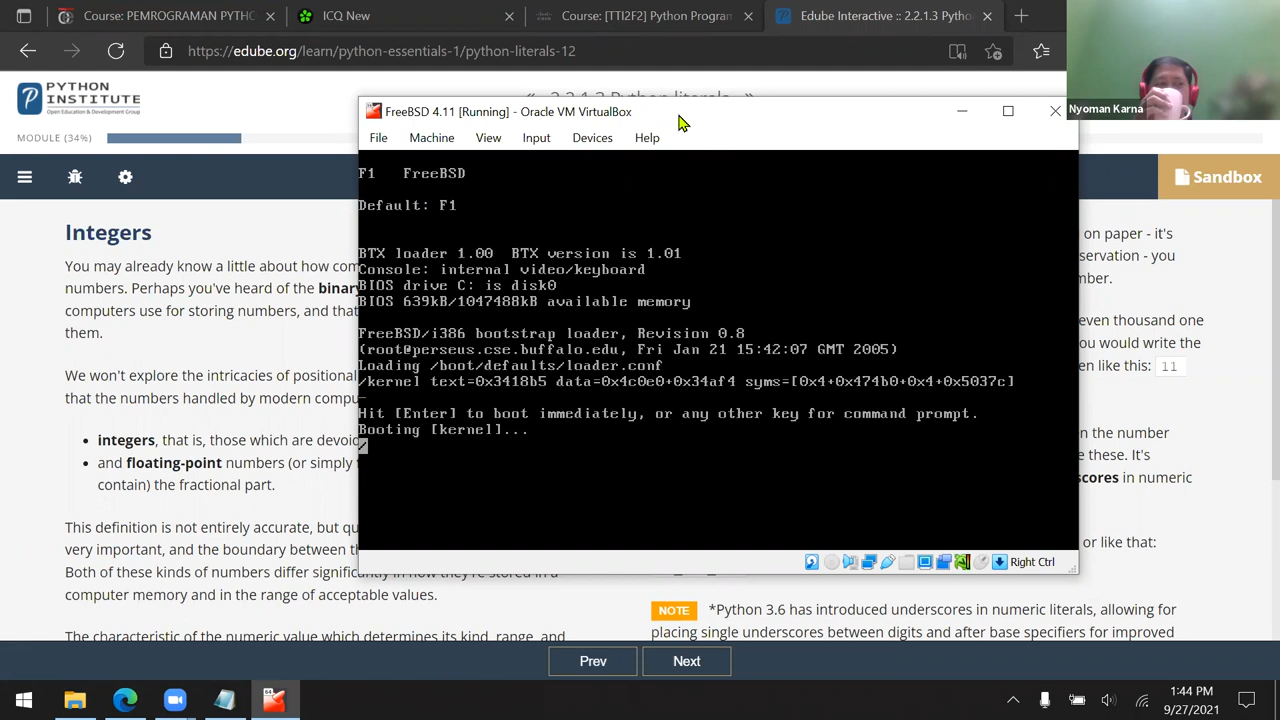 Course: PEMROGRAMAN PYTHO
ICQ New
Course: [TTI2F2] Python Program
Edube Interactive :: 2.2.1.3 Pytho
https://edube.org/learn/python-essentials-1/python-literals-12
Nyoman Karna
PYTHON
INSTITUTE
Open Education & Development Group
2.2.1.3 Python literals
MODULE (34%)
Sandbox
FreeBSD 4.11 [Running] - Oracle VM VirtualBox
File Machine View Input Devices Help
F1 FreeBSD
Default: F1
BTX loader 1.00 BTX version is 1.01
Console: internal video/keyboard
BIOS drive C: is disk0
BIOS 639kB/1047488kB available memory
FreeBSD/i386 bootstrap loader, Revision 0.8
(root@perseus.cse.buffalo.edu, Fri Jan 21 15:42:07 GMT 2005)
Loading /boot/defaults/loader.conf
/kernel text=0x3418b5 data=0x4c0e0+0x34af4 syms=[0x4+0x474b0+0x4+0x5037c]
-
Hit [Enter] to boot immediately, or any other key for command prompt.
Booting [kernel]...
/
Right Ctrl
Integers
You may already know a little about how com
numbers. Perhaps you've heard of the binar
computers use for storing numbers, and that
them.
We won't explore the intricacies of positional
that the numbers handled by modern compu
• integers, that is, those which are devoid
• and floating-point numbers (or simply
contain) the fractional part.
This definition is not entirely accurate, but qu
very important, and the boundary between th
Both of these kinds of numbers differ significantly in how they're stored in a
computer memory and in the range of acceptable values.
The characteristic of the numeric value which determines its kind, range, and
on paper - it's
servation - you
mber.
even thousand one
ou would write the
n like this: 11
n the number
e these. It's
scores in numeric
or like that:
NOTE *Python 3.6 has introduced underscores in numeric literals, allowing for
placing single underscores between digits and after base specifiers for improved
Prev
Next
1:44 PM
9/27/2021